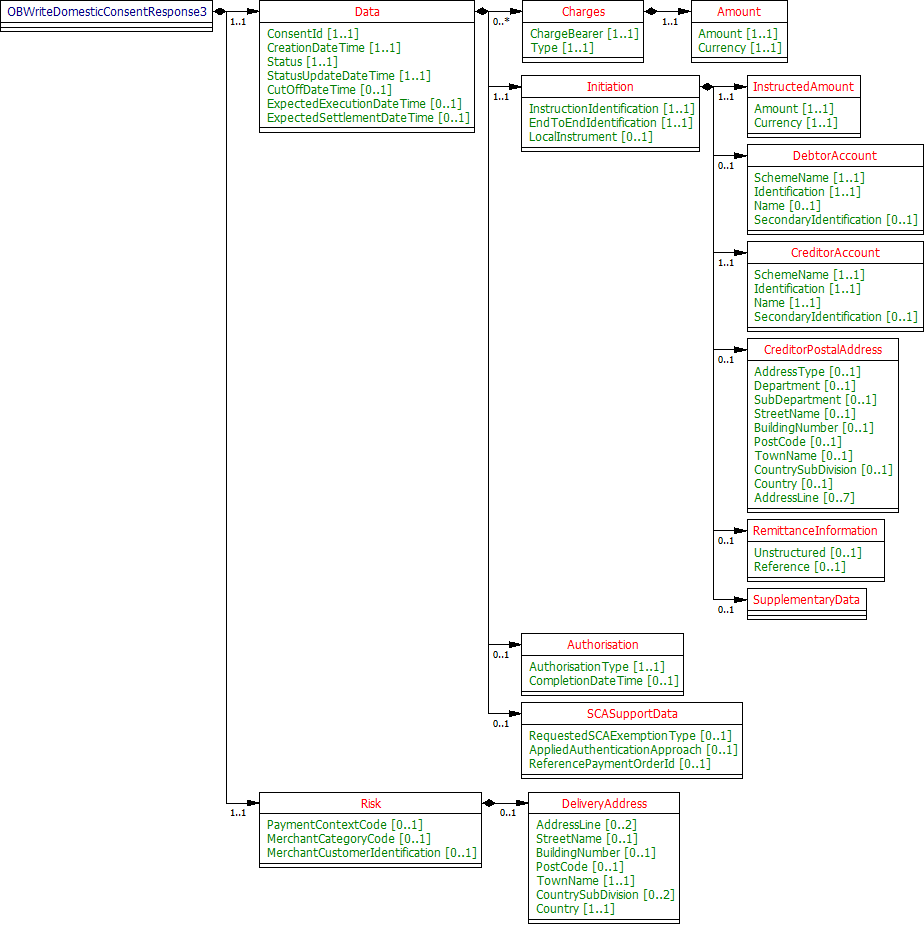 OBWriteDomesticConsentResponse3
1..1
Data
ConsentId [1..1]
CreationDateTime [1..1]
Status [1..1]
StatusUpdateDateTime [1..1]
CutOffDateTime [0..1]
ExpectedExecutionDateTime [0..1]
ExpectedSettlementDateTime [0..1]
0..*
Charges
ChargeBearer [1..1]
Type [1..1]
1..1
Amount
Amount [1..1]
Currency [1..1]
1..1
Initiation
InstructionIdentification [1..1]
EndToEndIdentification [1..1]
LocalInstrument [0..1]
1..1
InstructedAmount
Amount [1..1]
Currency [1..1]
0..1
DebtorAccount
SchemeName [1..1]
Identification [1..1]
Name [0..1]
SecondaryIdentification [0..1]
1..1
CreditorAccount
SchemeName [1..1]
Identification [1..1]
Name [1..1]
SecondaryIdentification [0..1]
0..1
CreditorPostalAddress
AddressType [0..1]
Department [0..1]
SubDepartment [0..1]
StreetName [0..1]
BuildingNumber [0..1]
PostCode [0..1]
TownName [0..1]
CountrySubDivision [0..1]
Country [0..1]
AddressLine [0..7]
0..1
RemittanceInformation
Unstructured [0..1]
Reference [0..1]
0..1
SupplementaryData
0..1
Authorisation
AuthorisationType [1..1]
CompletionDateTime [0..1]
0..1
SCASupportData
RequestedSCAExemptionType [0..1]
AppliedAuthenticationApproach [0..1]
ReferencePaymentOrderId [0..1]
1..1
Risk
PaymentContextCode [0..1]
MerchantCategoryCode [0..1]
MerchantCustomerIdentification [0..1]
0..1
DeliveryAddress
AddressLine [0..2]
StreetName [0..1]
BuildingNumber [0..1]
PostCode [0..1]
TownName [1..1]
CountrySubDivision [0..2]
Country [1..1]